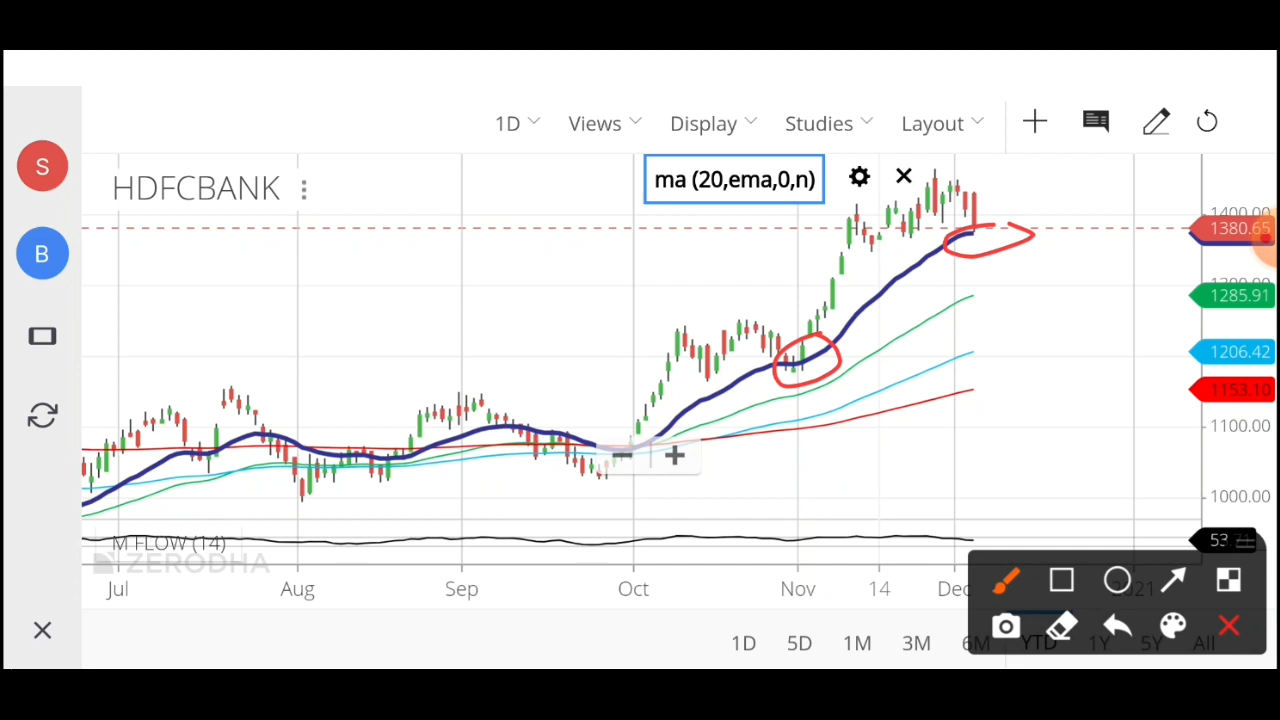 1D Views Display Studies Layout
S
HDFCBANK
ma (20,ema,0,n)
1400.00
1380.65
B
1285.91
1206.42
1153.10
1100.00
1000.00
M FLOW (14)
ZERODHA
Jul Aug Sep Oct Nov 14 Dec 2021
1D 5D 1M 3M 6M YTD 1Y 5Y All